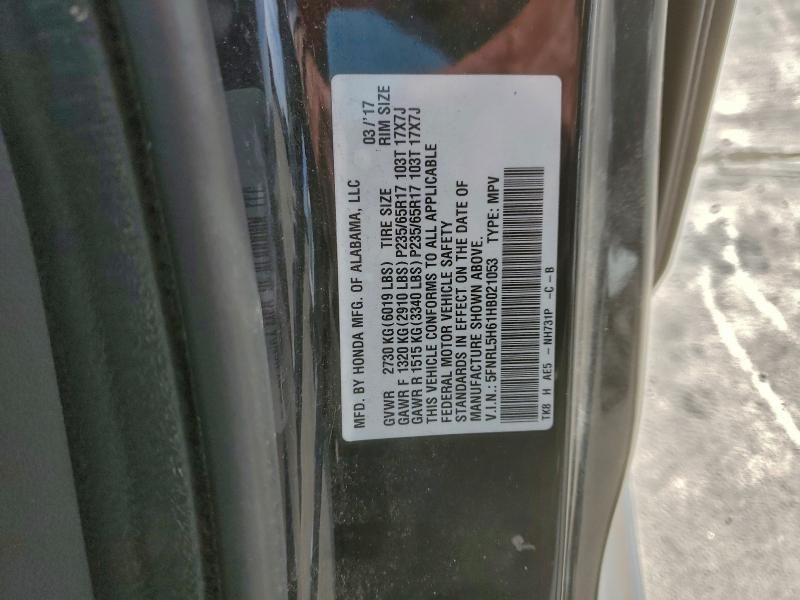 MFD. BY HONDA MFG. OF ALABAMA, LLC 03/'17
GVWR 2730 KG (6019 LBS) TIRE SIZE RIM SIZE
GAWR F 1320 KG (2910 LBS) P235/65R17 103T 17X7J
GAWR R 1515 KG (3340 LBS) P235/65R17 103T 17X7J
THIS VEHICLE CONFORMS TO ALL APPLICABLE
FEDERAL MOTOR VEHICLE SAFETY
STANDARDS IN EFFECT ON THE DATE OF
MANUFACTURE SHOWN ABOVE.
V.I.N.: 5FNRL5H61HB021053 TYPE: MPV
TK8 H AE5 - NH731P -C -B